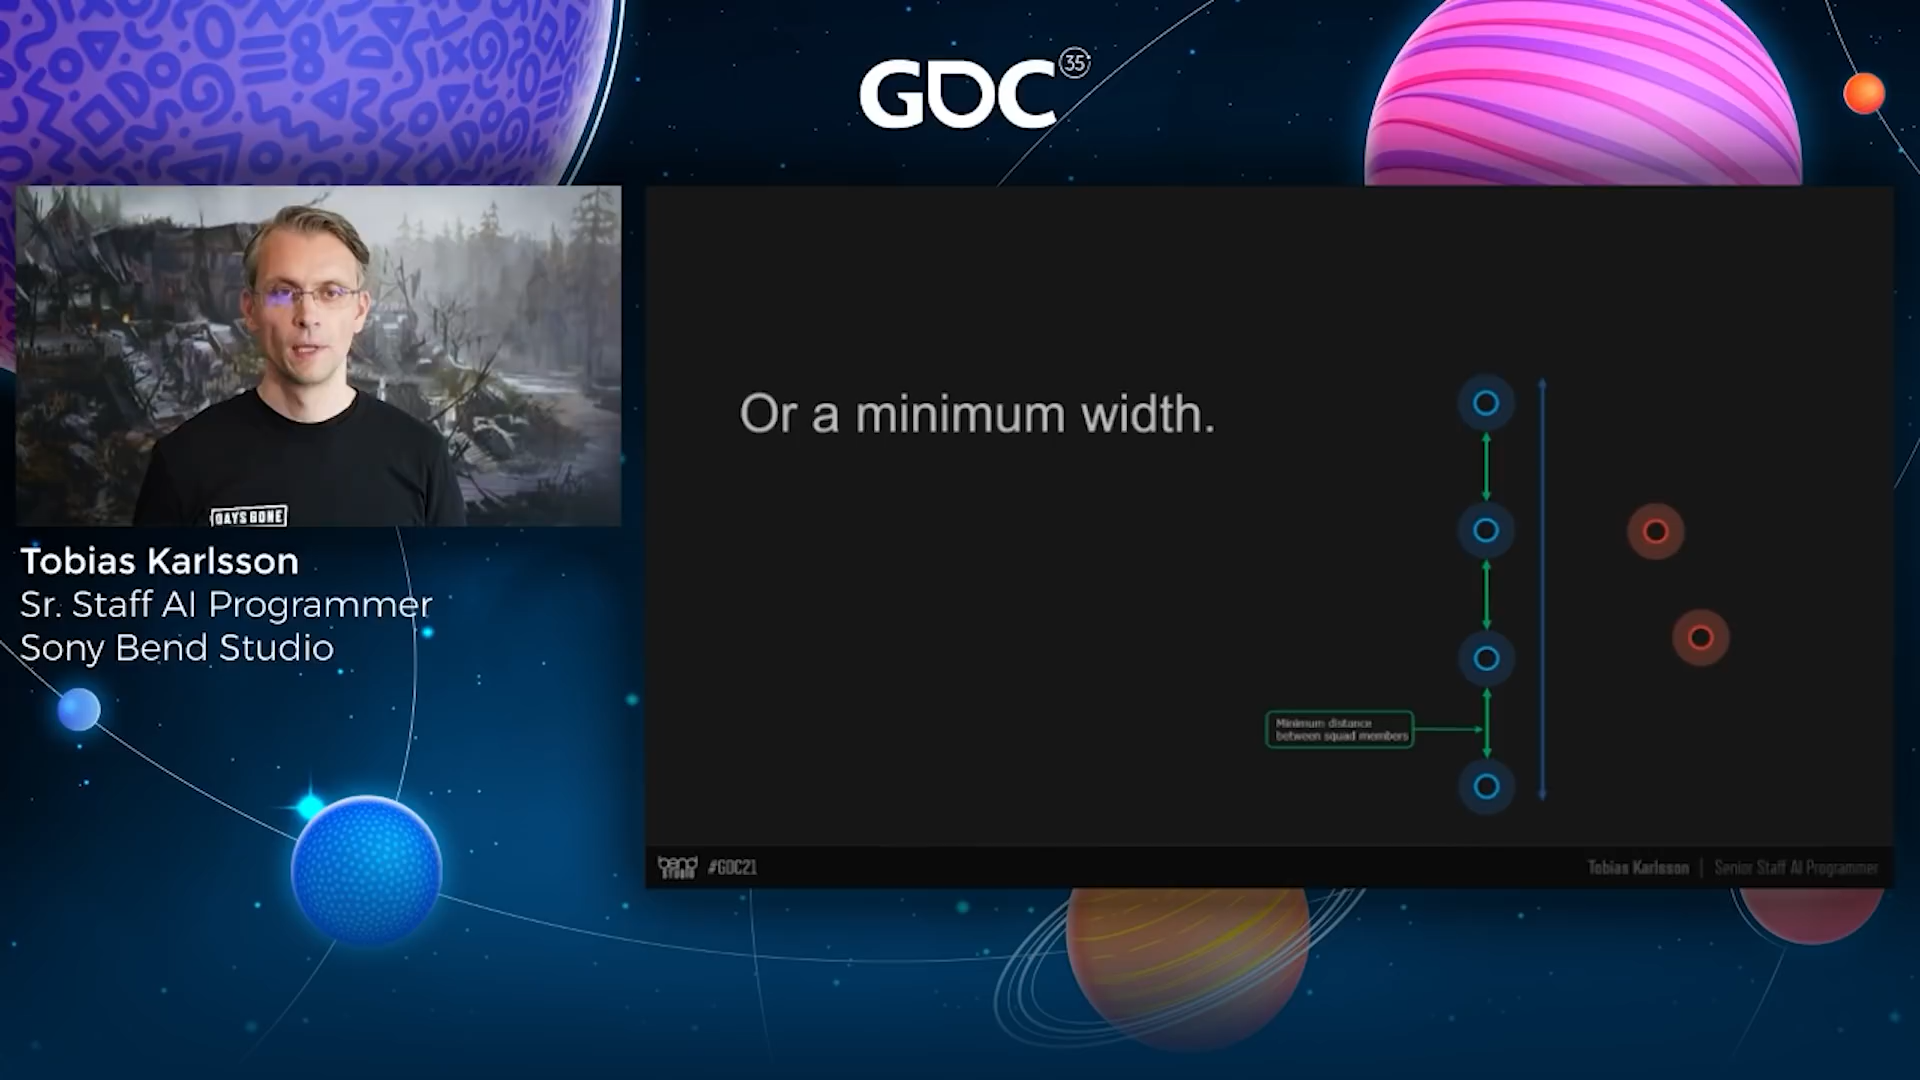 GDC 35
DAYS GONE
Tobias Karlsson
Sr. Staff AI Programmer
Sony Bend Studio
Or a minimum width.
Minimum distance
between squad members
bend
STUDIO
#GDC21
Tobias Karlsson | Senior Staff AI Programmer